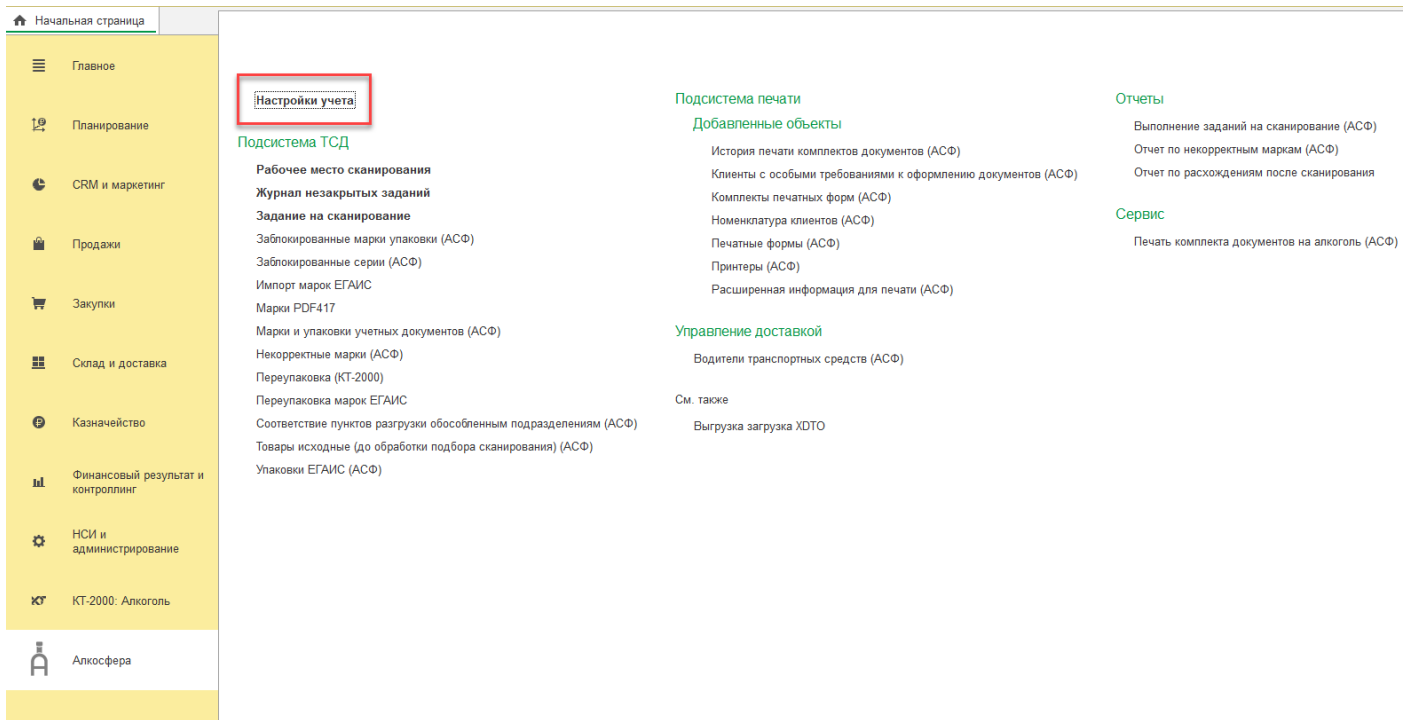 Начальная страница
Главное
Планирование
CRM и маркетинг
Продажи
Закупки
Склад и доставка
Казначейство
Финансовый результат и
контроллинг
НСИ и
администрирование
КТ-2000: Алкоголь
Алкосфера
Настройки учета
Подсистема ТСД
Рабочее место сканирования
Журнал незакрытых заданий
Задание на сканирование
Заблокированные марки упаковки (АСФ)
Заблокированные серии (АСФ)
Импорт марок ЕГАИС
Марки PDF417
Марки и упаковки учетных документов (АСФ)
Некорректные марки (АСФ)
Переупаковка (КТ-2000)
Переупаковка марок ЕГАИС
Соответствие пунктов разгрузки обособленным подразделениям (АСФ)
Товары исходные (до обработки подбора сканирования) (АСФ)
Упаковки ЕГАИС (АСФ)
Подсистема печати
Добавленные объекты
История печати комплектов документов (АСФ)
Клиенты с особыми требованиями к оформлению документов (АСФ)
Комплекты печатных форм (АСФ)
Номенклатура клиентов (АСФ)
Печатные формы (АСФ)
Принтеры (АСФ)
Расширенная информация для печати (АСФ)
Управление доставкой
Водители транспортных средств (АСФ)
См. также
Выгрузка загрузка XDTO
Отчеты
Выполнение заданий на сканирование (АСФ)
Отчет по некорректным маркам (АСФ)
Отчет по расхождениям после сканирования
Сервис
Печать комплекта документов на алкоголь (АСФ)